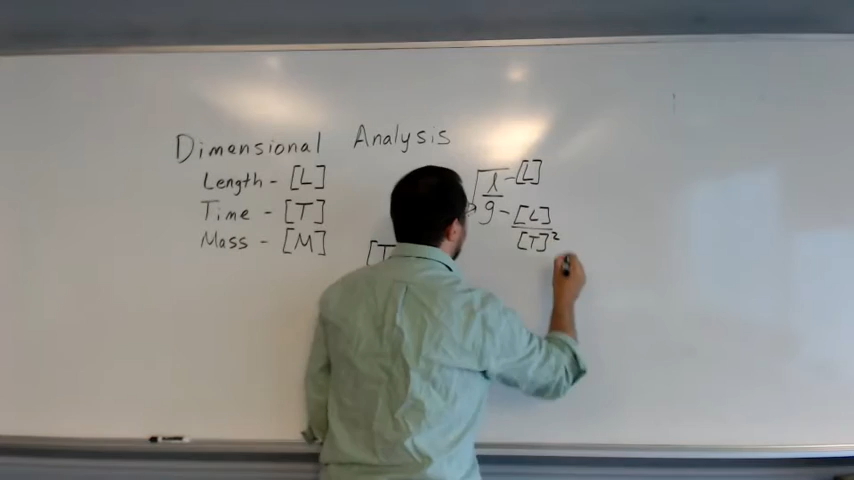 Dimensional Analysis
Length - [L]
Time - [T]
Mass - [M]
√ l/g
l - [L]
g - [L]/[T]²
[T